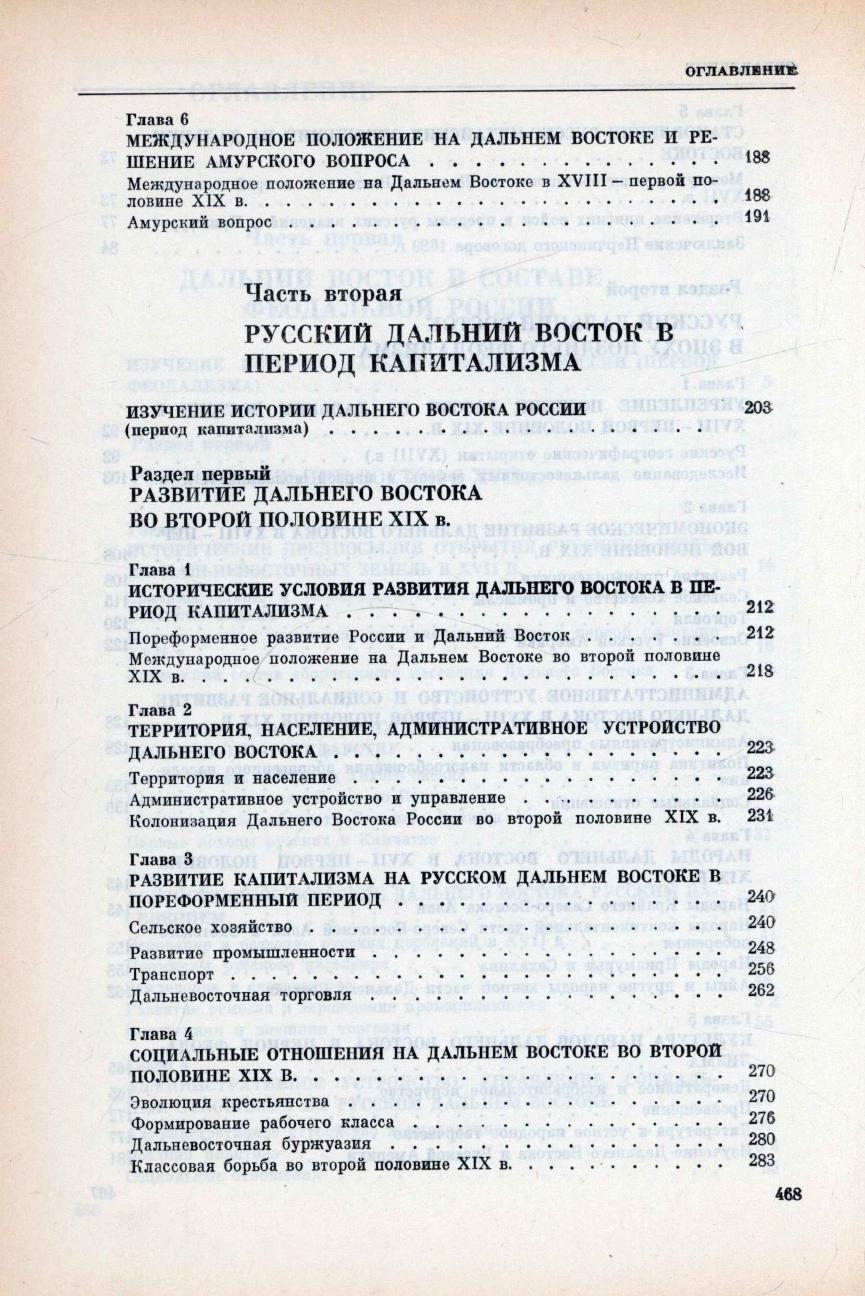 ОГЛАВЛЕНИЕ
Глава 6
МЕЖДУНАРОДНОЕ ПОЛОЖЕНИЕ НА ДАЛЬНЕМ ВОСТОКЕ И РЕ-
ШЕНИЕ АМУРСКОГО ВОПРОСА . . . . . . . . . . . . . . 188
Международное положение на Дальнем Востоке в XVIII – первой по-
ловине XIX в. . . . . . . . . . . . . . . . . . . . . . 188
Амурский вопрос . . . . . . . . . . . . . . . . . . . . 191
Часть вторая
РУССКИЙ ДАЛЬНИЙ ВОСТОК В
ПЕРИОД КАПИТАЛИЗМА
ИЗУЧЕНИЕ ИСТОРИИ ДАЛЬНЕГО ВОСТОКА РОССИИ 203
(период капитализма) . . . . . . . . . . . . . . . . . .
Раздел первый
РАЗВИТИЕ ДАЛЬНЕГО ВОСТОКА
ВО ВТОРОЙ ПОЛОВИНЕ XIX в.
Глава 1
ИСТОРИЧЕСКИЕ УСЛОВИЯ РАЗВИТИЯ ДАЛЬНЕГО ВОСТОКА В ПЕ-
РИОД КАПИТАЛИЗМА . . . . . . . . . . . . . . . . . . 212
Пореформенное развитие России и Дальний Восток . . . . . . . 212
Международное положение на Дальнем Востоке во второй половине
XIX в. . . . . . . . . . . . . . . . . . . . . . . . . 218
Глава 2
ТЕРРИТОРИЯ, НАСЕЛЕНИЕ, АДМИНИСТРАТИВНОЕ УСТРОЙСТВО
ДАЛЬНЕГО ВОСТОКА . . . . . . . . . . . . . . . . . . . 223
Территория и население . . . . . . . . . . . . . . . . . 223
Административное устройство и управление . . . . . . . . . . 226
Колонизация Дальнего Востока России во второй половине XIX в. 231
Глава 3
РАЗВИТИЕ КАПИТАЛИЗМА НА РУССКОМ ДАЛЬНЕМ ВОСТОКЕ В
ПОРЕФОРМЕННЫЙ ПЕРИОД . . . . . . . . . . . . . . . . 240
Сельское хозяйство . . . . . . . . . . . . . . . . . . . 240
Развитие промышленности . . . . . . . . . . . . . . . . 248
Транспорт . . . . . . . . . . . . . . . . . . . . . . . 256
Дальневосточная торговля . . . . . . . . . . . . . . . . 262
Глава 4
СОЦИАЛЬНЫЕ ОТНОШЕНИЯ НА ДАЛЬНЕМ ВОСТОКЕ ВО ВТОРОЙ
ПОЛОВИНЕ XIX В. . . . . . . . . . . . . . . . . . . . 270
Эволюция крестьянства . . . . . . . . . . . . . . . . . 270
Формирование рабочего класса . . . . . . . . . . . . . . 276
Дальневосточная буржуазия . . . . . . . . . . . . . . . 280
Классовая борьба во второй половине XIX в. . . . . . . . . . 283
468